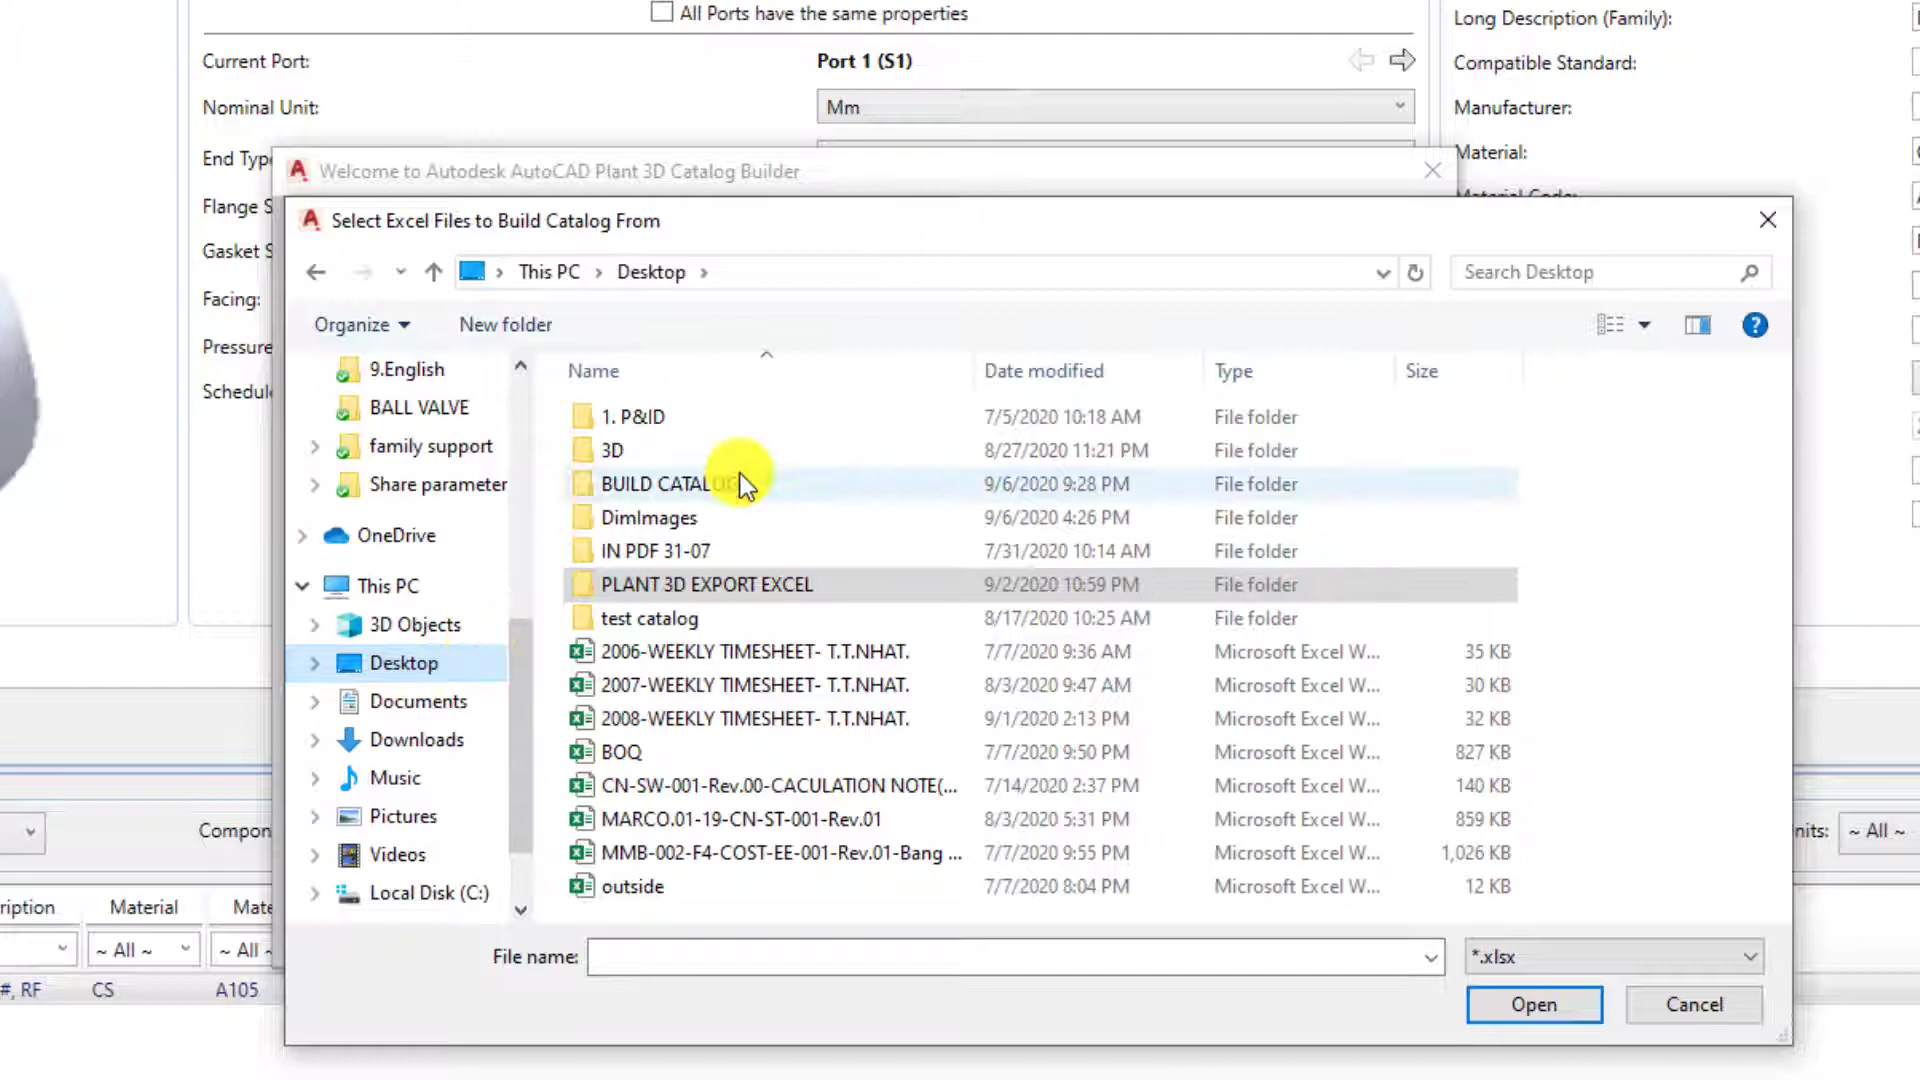 All Ports have the same properties
Long Description (Family):
Current Port:
Port 1 (S1)
Compatible Standard:
Nominal Unit:
Mm
Manufacturer:
Material:
End Type
Welcome to Autodesk AutoCAD Plant 3D Catalog Builder
Flange S
Select Excel Files to Build Catalog From
Gasket S
This PC
Desktop
Search Desktop
Facing:
Organize
New folder
Pressure
9.English
Name
Date modified
Type
Size
Schedule
BALL VALVE
family support
Share parameter
OneDrive
This PC
3D Objects
Desktop
Documents
Downloads
Music
Pictures
Videos
Local Disk (C:)
1. P&ID
7/5/2020 10:18 AM
File folder
3D
8/27/2020 11:21 PM
File folder
BUILD CATALOG
9/6/2020 9:28 PM
File folder
DimImages
9/6/2020 4:26 PM
File folder
IN PDF 31-07
7/31/2020 10:14 AM
File folder
PLANT 3D EXPORT EXCEL
9/2/2020 10:59 PM
File folder
test catalog
8/17/2020 10:25 AM
File folder
2006-WEEKLY TIMESHEET- T.T.NHAT.
7/7/2020 9:36 AM
Microsoft Excel W...
35 KB
2007-WEEKLY TIMESHEET- T.T.NHAT.
8/3/2020 9:47 AM
Microsoft Excel W...
30 KB
2008-WEEKLY TIMESHEET- T.T.NHAT.
9/1/2020 2:13 PM
Microsoft Excel W...
32 KB
BOQ
7/7/2020 9:50 PM
Microsoft Excel W...
827 KB
CN-SW-001-Rev.00-CACULATION NOTE(...
7/14/2020 2:37 PM
Microsoft Excel W...
140 KB
MARCO.01-19-CN-ST-001-Rev.01
8/3/2020 5:31 PM
Microsoft Excel W...
859 KB
MMB-002-F4-COST-EE-001-Rev.01-Bang ...
7/7/2020 9:55 PM
Microsoft Excel W...
1,026 KB
outside
7/7/2020 8:04 PM
Microsoft Excel W...
12 KB
Compon
nits:
~ All ~
ription
Material
Mate
~ All ~
~ All ~
#, RF
CS
A105
File name:
*.xlsx
Open
Cancel